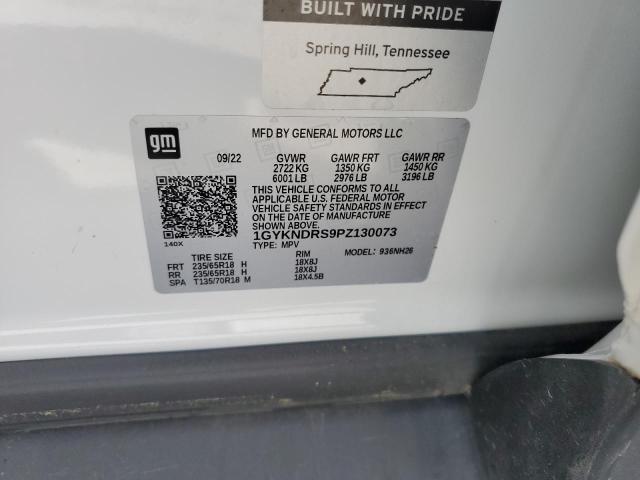 BUILT WITH PRIDE
Spring Hill, Tennessee
gm
MFD BY GENERAL MOTORS LLC
09/22 GVWR GAWR FRT GAWR RR
2722 KG 1350 KG 1450 KG
6001 LB 2976 LB 3196 LB
THIS VEHICLE CONFORMS TO ALL
APPLICABLE U.S. FEDERAL MOTOR
VEHICLE SAFETY STANDARDS IN EFFECT
ON THE DATE OF MANUFACTURE SHOWN ABOVE.
1GYKNDRS9PZ130073
140X TYPE: MPV MODEL: 936NH26
TIRE SIZE RIM
FRT 235/65R18 H 18X8J
RR 235/65R18 H 18X8J
SPA T135/70R18 M 18X4.5B